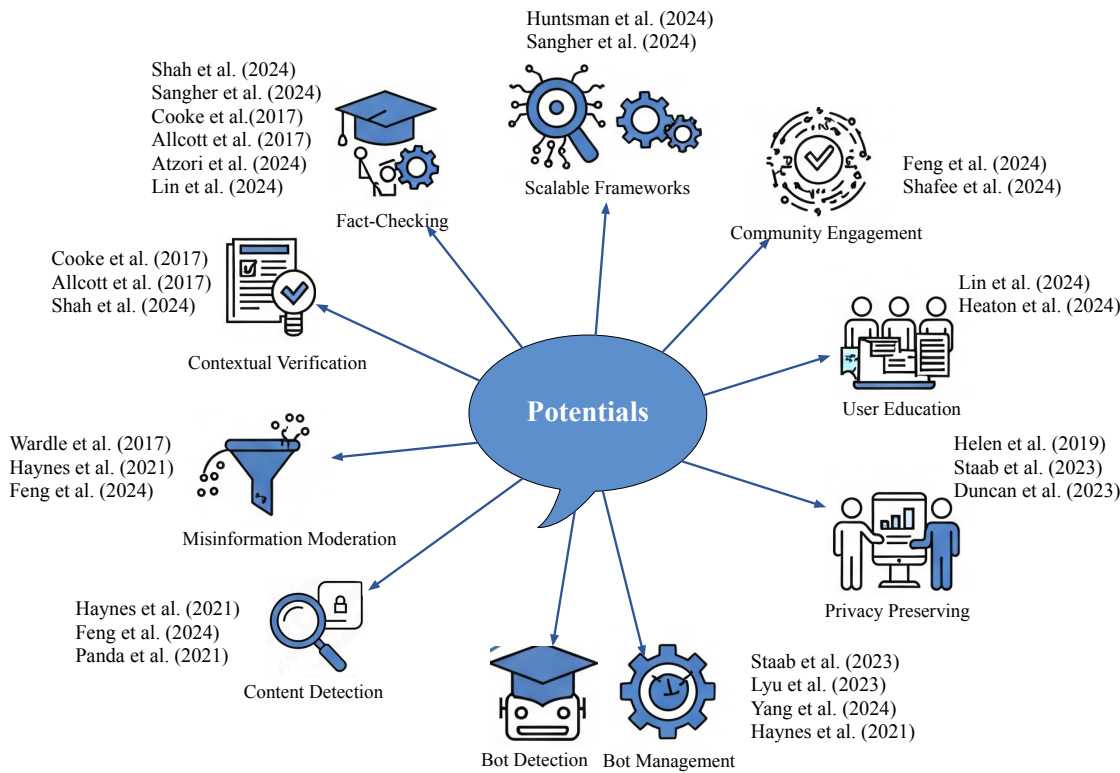 Huntsman et al. (2024)
Sangher et al. (2024)
Scalable Frameworks
Shah et al. (2024)
Sangher et al. (2024)
Cooke et al.(2017)
Allcott et al. (2017)
Atzori et al. (2024)
Lin et al. (2024)
Fact-Checking
Feng et al. (2024)
Shafee et al. (2024)
Community Engagement
Cooke et al. (2017)
Allcott et al. (2017)
Shah et al. (2024)
Contextual Verification
Lin et al. (2024)
Heaton et al. (2024)
User Education
Potentials
Wardle et al. (2017)
Haynes et al. (2021)
Feng et al. (2024)
Misinformation Moderation
Helen et al. (2019)
Staab et al. (2023)
Duncan et al. (2023)
Privacy Preserving
Haynes et al. (2021)
Feng et al. (2024)
Panda et al. (2021)
Content Detection
Bot Detection
Bot Management
Staab et al. (2023)
Lyu et al. (2023)
Yang et al. (2024)
Haynes et al. (2021)